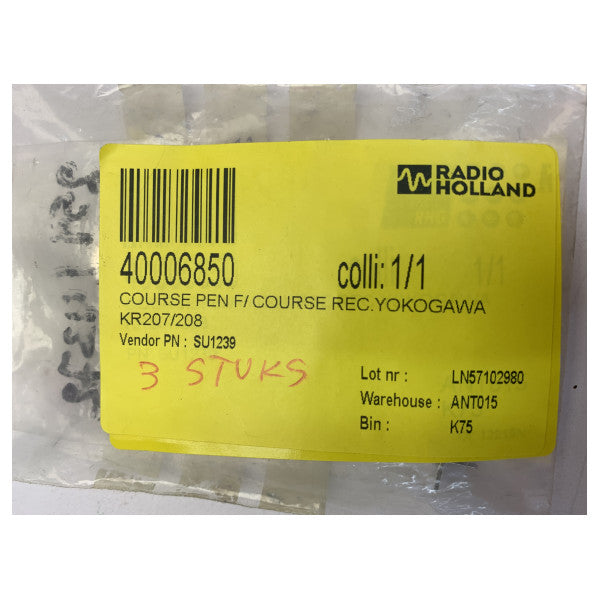 RADIO
HOLLAND
40006850 colli: 1/1
COURSE PEN F/ COURSE REC.YOKOGAWA
KR207/208
Vendor PN : SU1239
3 STUKS
Lot nr : LN57102980
Warehouse : ANT015
Bin : K75